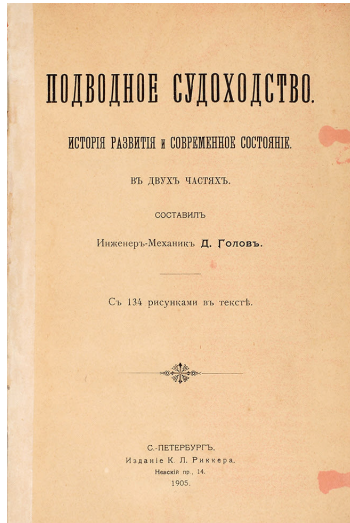 ПОДВОДНОЕ СУДОХОДСТВО.
ИСТОРІЯ РАЗВИТІЯ и СОВРЕМЕННОЕ СОСТОЯНІЕ.
ВЪ ДВУХЪ ЧАСТЯХЪ.
СОСТАВИЛЪ
Инженеръ-Механикъ Д. Головъ.
Съ 134 рисунками въ текстѣ.
С.-ПЕТЕРБУРГЪ.
Изданіе К. Л. Риккера.
Невскій пр., 14.
1905.